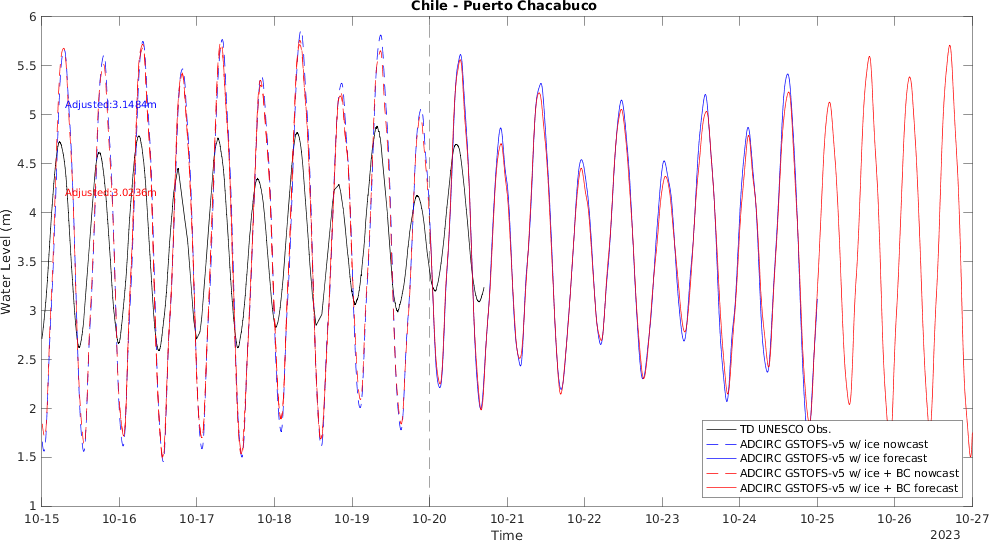 Chile - Puerto Chacabuco
6
5.5
5
4.5
4
3.5
3
2.5
2
1.5
1
Water Level (m)
Adjusted:3.1484m
Adjusted:3.0236m
TD UNESCO Obs.
ADCIRC GSTOFS-v5 w/ ice nowcast
ADCIRC GSTOFS-v5 w/ ice forecast
ADCIRC GSTOFS-v5 w/ ice + BC nowcast
ADCIRC GSTOFS-v5 w/ ice + BC forecast
10-15 10-16 10-17 10-18 10-19 10-20 10-21 10-22 10-23 10-24 10-25 10-26 10-27
Time
2023